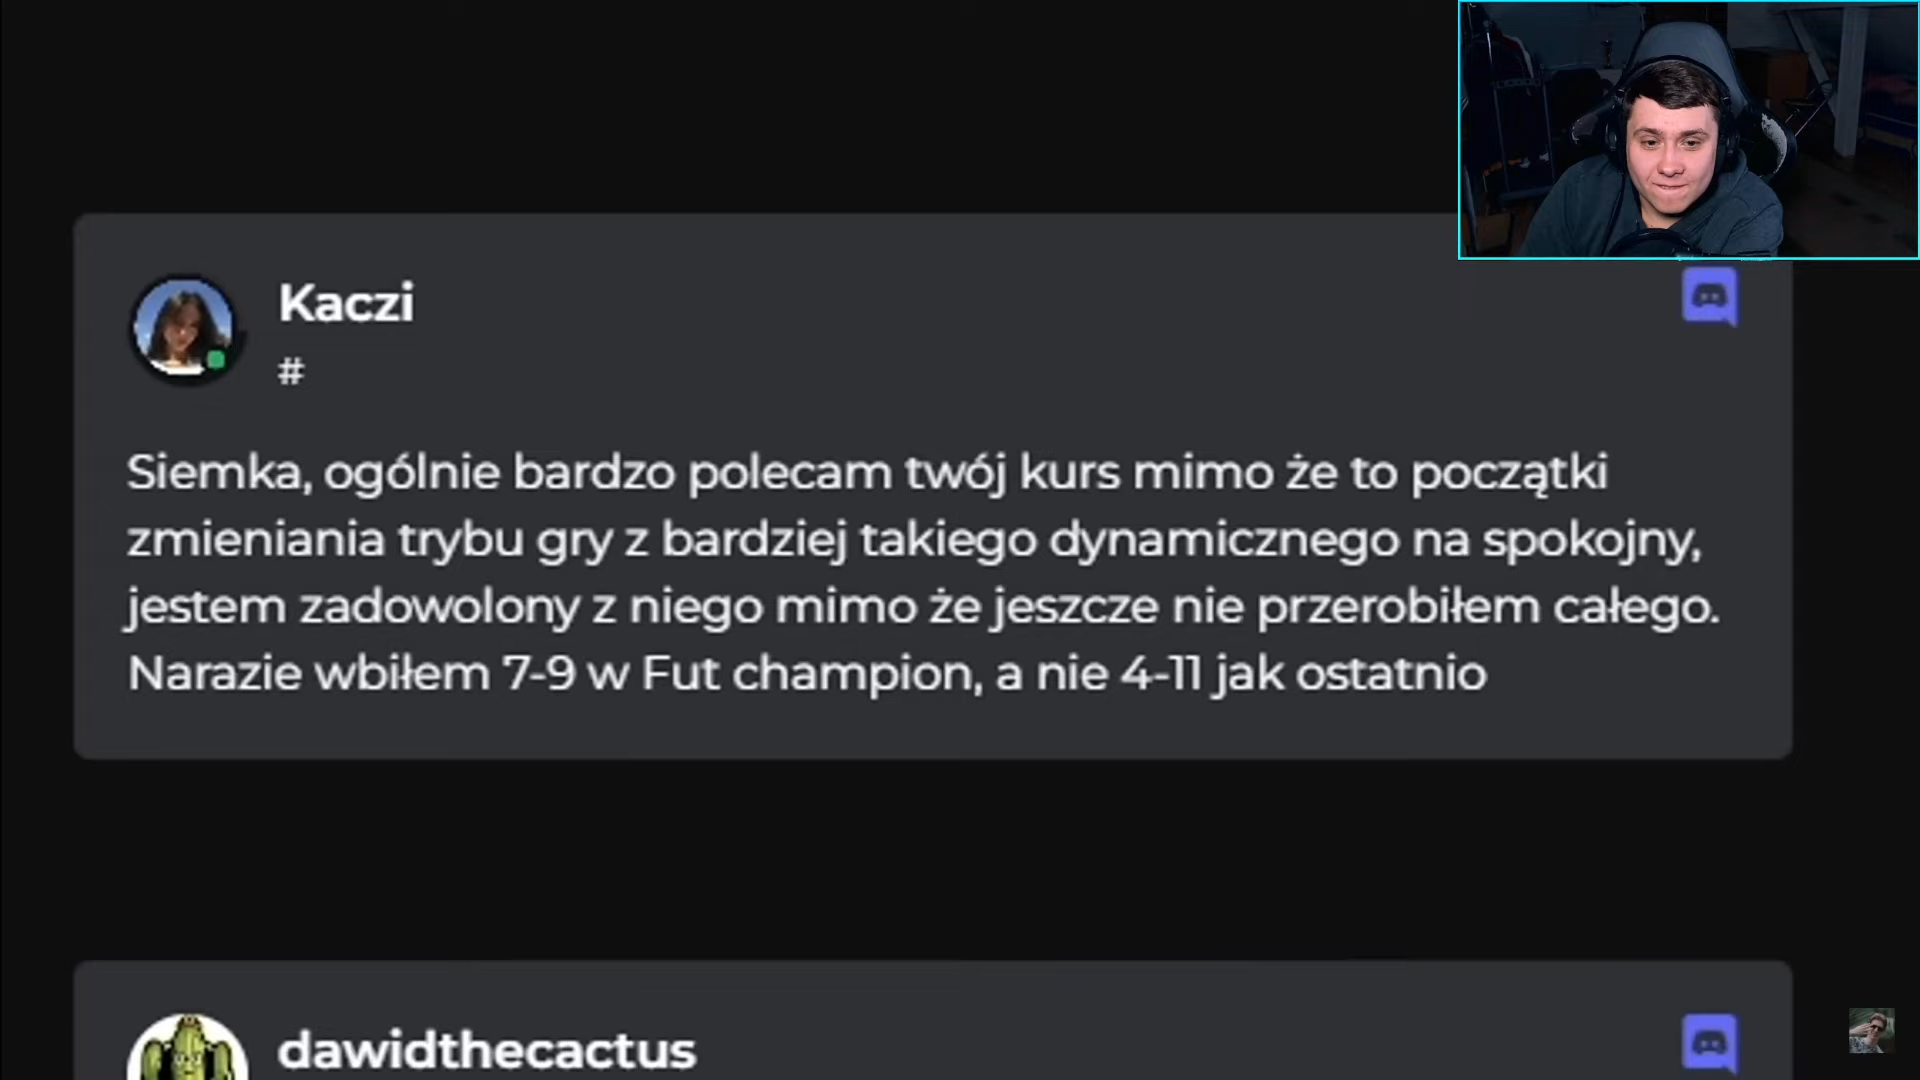 Kaczi
#
Siemka, ogólnie bardzo polecam twój kurs mimo że to początki
zmieniania trybu gry z bardziej takiego dynamicznego na spokojny,
jestem zadowolony z niego mimo że jeszcze nie przerobiłem całego.
Narazie wbiłem 7-9 w Fut champion, a nie 4-11 jak ostatnio
dawidthecactus